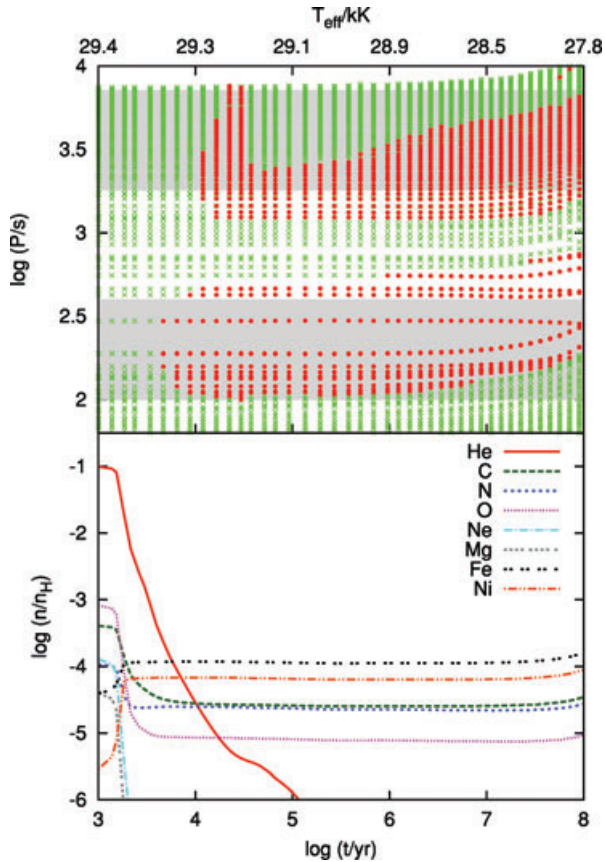 T_eff/kK
29.4 29.3 29.1 28.9 28.5 27.8
4
3.5
3
2.5
2
log (P/s)
-1
-2
-3
-4
-5
-6
log (n/n_H)
He
C
N
O
Ne
Mg
Fe
Ni
3 4 5 6 7 8
log (t/yr)